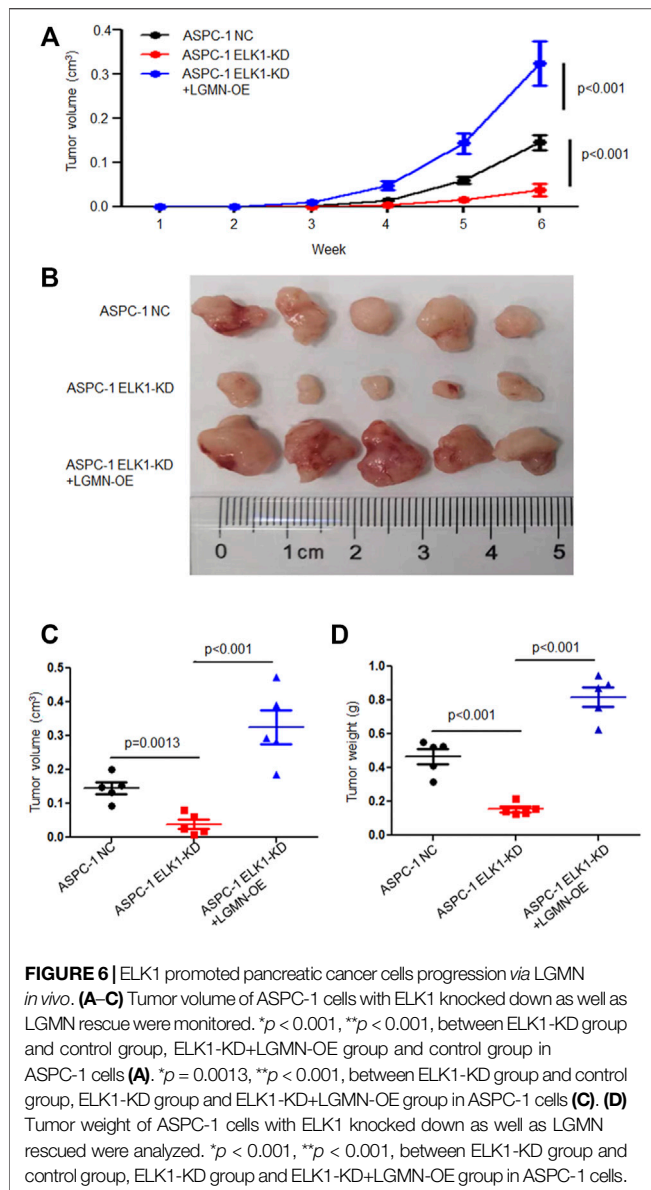 A
ASPC-1 NC
ASPC-1 ELK1-KD
ASPC-1 ELK1-KD
+LGMN-OE
Tumor volume (cm³)
0.4
0.3
0.2
0.1
0.0
p<0.001
p<0.001
1 2 3 4 5 6
Week
B
ASPC-1 NC
ASPC-1 ELK1-KD
ASPC-1 ELK1-KD
+LGMN-OE
0 1 cm 2 3 4 5
C
Tumor volume (cm³)
0.5
0.4
0.3
0.2
0.1
0.0
p<0.001
p=0.0013
ASPC-1 NC
ASPC-1 ELK1-KD
ASPC-1 ELK1-KD
+LGMN-OE
D
Tumor weight (g)
1.0
0.8
0.6
0.4
0.2
0.0
p<0.001
p<0.001
ASPC-1 NC
ASPC-1 ELK1-KD
ASPC-1 ELK1-KD
+LGMN-OE
FIGURE 6 | ELK1 promoted pancreatic cancer cells progression via LGMN
in vivo. (A–C) Tumor volume of ASPC-1 cells with ELK1 knocked down as well as
LGMN rescue were monitored. *p < 0.001, **p < 0.001, between ELK1-KD group
and control group, ELK1-KD+LGMN-OE group and control group in
ASPC-1 cells (A). *p = 0.0013, **p < 0.001, between ELK1-KD group and control
group, ELK1-KD group and ELK1-KD+LGMN-OE group in ASPC-1 cells (C). (D)
Tumor weight of ASPC-1 cells with ELK1 knocked down as well as LGMN
rescued were analyzed. *p < 0.001, **p < 0.001, between ELK1-KD group and
control group, ELK1-KD group and ELK1-KD+LGMN-OE group in ASPC-1 cells.